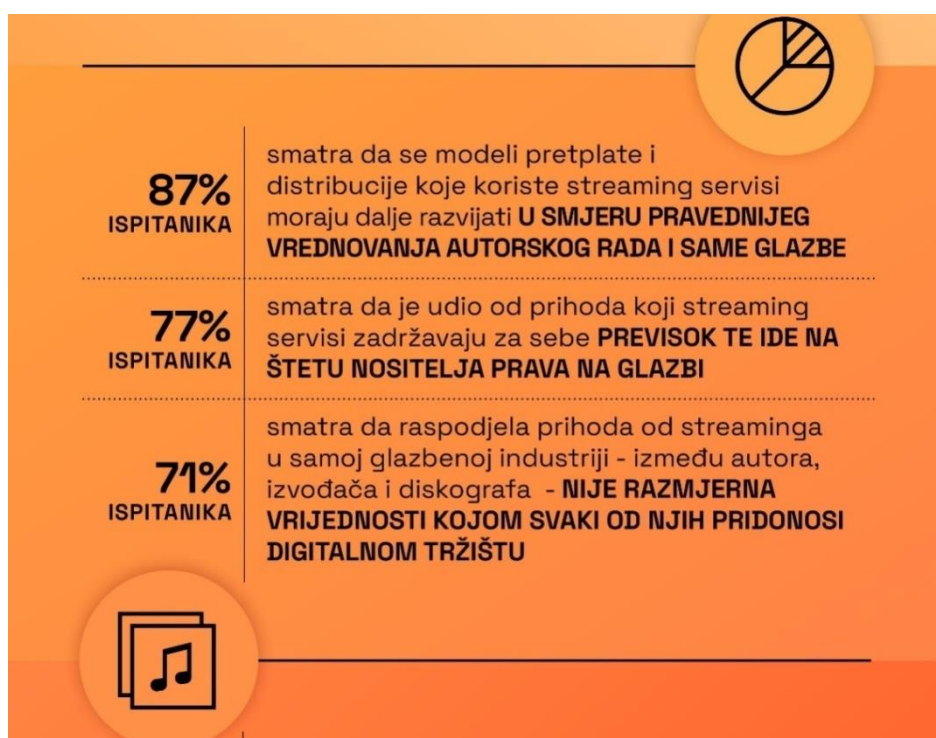 87%
ISPITANIKA
smatra da se modeli pretplate i
distribucije koje koriste streaming servisi
moraju dalje razvijati U SMJERU PRAVEDNIJEG
VREDNOVANJA AUTORSKOG RADA I SAME GLAZBE
77%
ISPITANIKA
smatra da je udio od prihoda koji streaming
servisi zadržavaju za sebe PREVISOK TE IDE NA
ŠTETU NOSITELJA PRAVA NA GLAZBI
71%
ISPITANIKA
smatra da raspodjela prihoda od streaminga
u samoj glazbenoj industriji - između autora,
izvođača i diskografa - NIJE RAZMJERNA
VRIJEDNOSTI KOJOM SVAKI OD NJIH PRIDONOSI
DIGITALNOM TRŽIŠTU